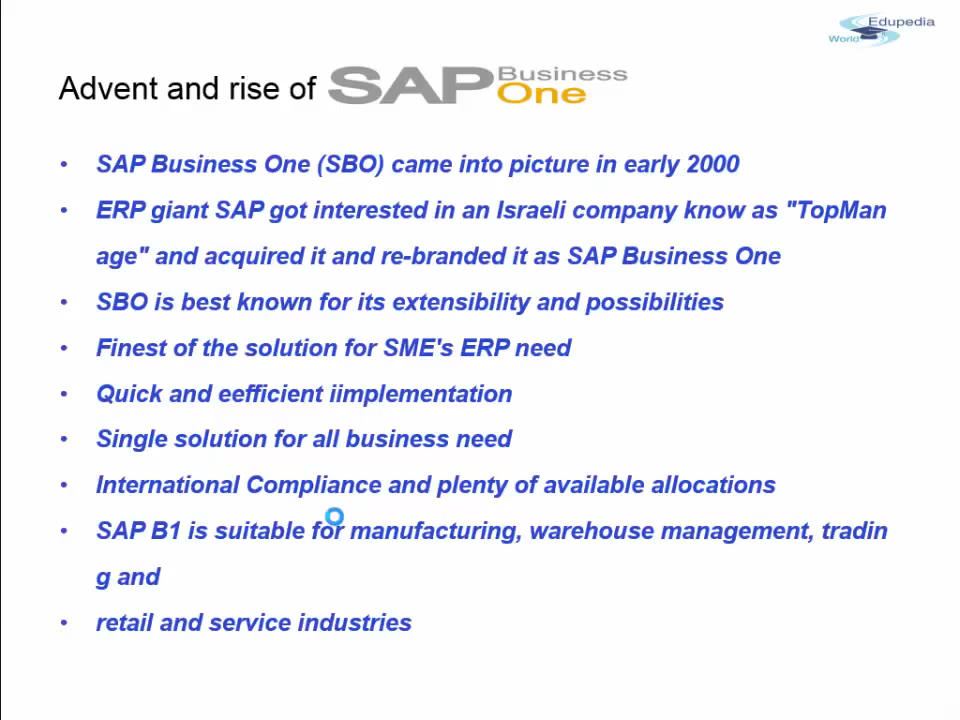 Edupedia
World
Advent and rise of SAP Business One
• SAP Business One (SBO) came into picture in early 2000
• ERP giant SAP got interested in an Israeli company know as "TopMan
age" and acquired it and re-branded it as SAP Business One
• SBO is best known for its extensibility and possibilities
• Finest of the solution for SME's ERP need
• Quick and eefficient iimplementation
• Single solution for all business need
• International Compliance and plenty of available allocations
• SAP B1 is suitable for manufacturing, warehouse management, tradin
g and
• retail and service industries